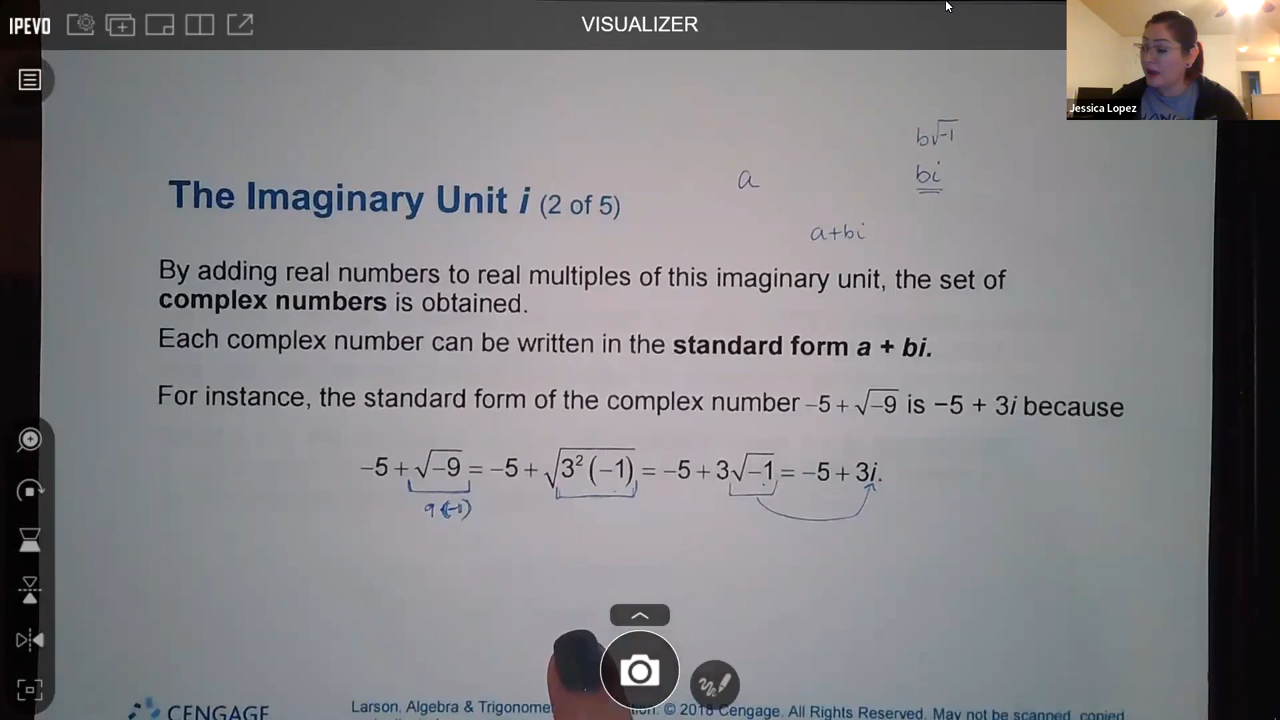 IPEVO
VISUALIZER
Jessica Lopez
b√-1
bi
a
a+bi
The Imaginary Unit i (2 of 5)
By adding real numbers to real multiples of this imaginary unit, the set of
complex numbers is obtained.
Each complex number can be written in the standard form a + bi.
For instance, the standard form of the complex number –5 + √–9 is −5 + 3i because
–5 + √–9 = –5 + √3²(–1) = –5 + 3√–1 = –5 + 3i.
9(-1)
CENGAGE
Larson, Algebra &
© 2018 Cengage. All Rights Reserved. May not be scanned, copied